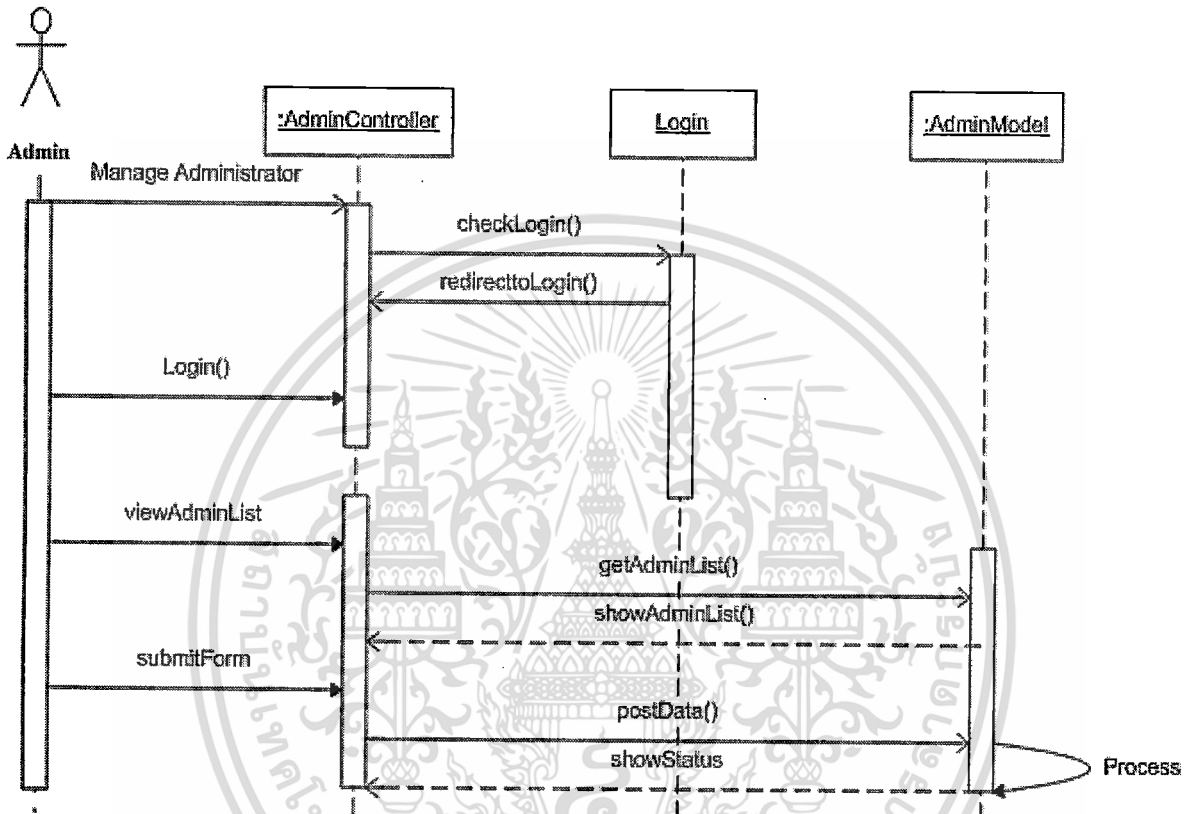 :AdminController
Login
:AdminModel
Admin
Manage Administrator
checkLogin()
redirecttoLogin()
Login()
viewAdminList
getAdminList()
showAdminList()
submitForm
postData()
showStatus
Process